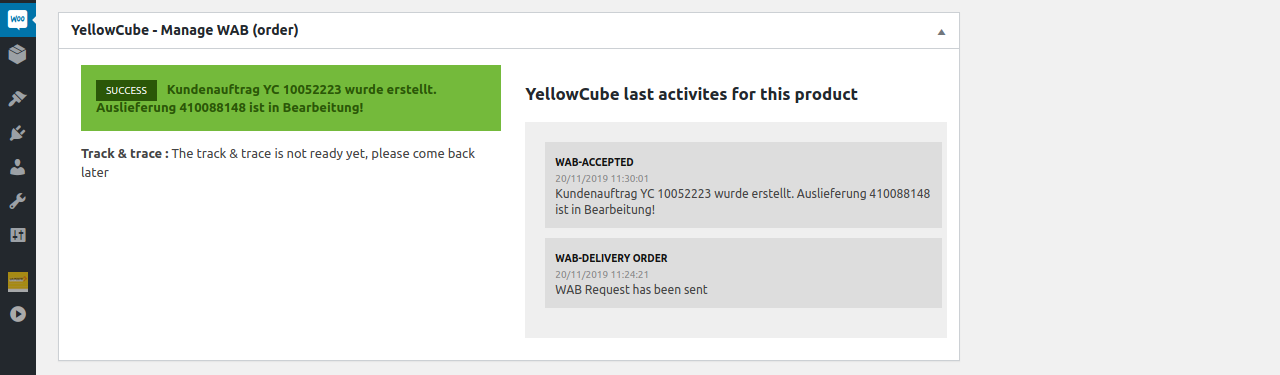 Woo
YellowCube - Manage WAB (order)
SUCCESS Kundenauftrag YC 10052223 wurde erstellt.
Auslieferung 410088148 ist in Bearbeitung!
Track & trace : The track & trace is not ready yet, please come back
later
YellowCube last activites for this product
WAB-ACCEPTED
20/11/2019 11:30:01
Kundenauftrag YC 10052223 wurde erstellt. Auslieferung 410088148
ist in Bearbeitung!
WAB-DELIVERY ORDER
20/11/2019 11:24:21
WAB Request has been sent